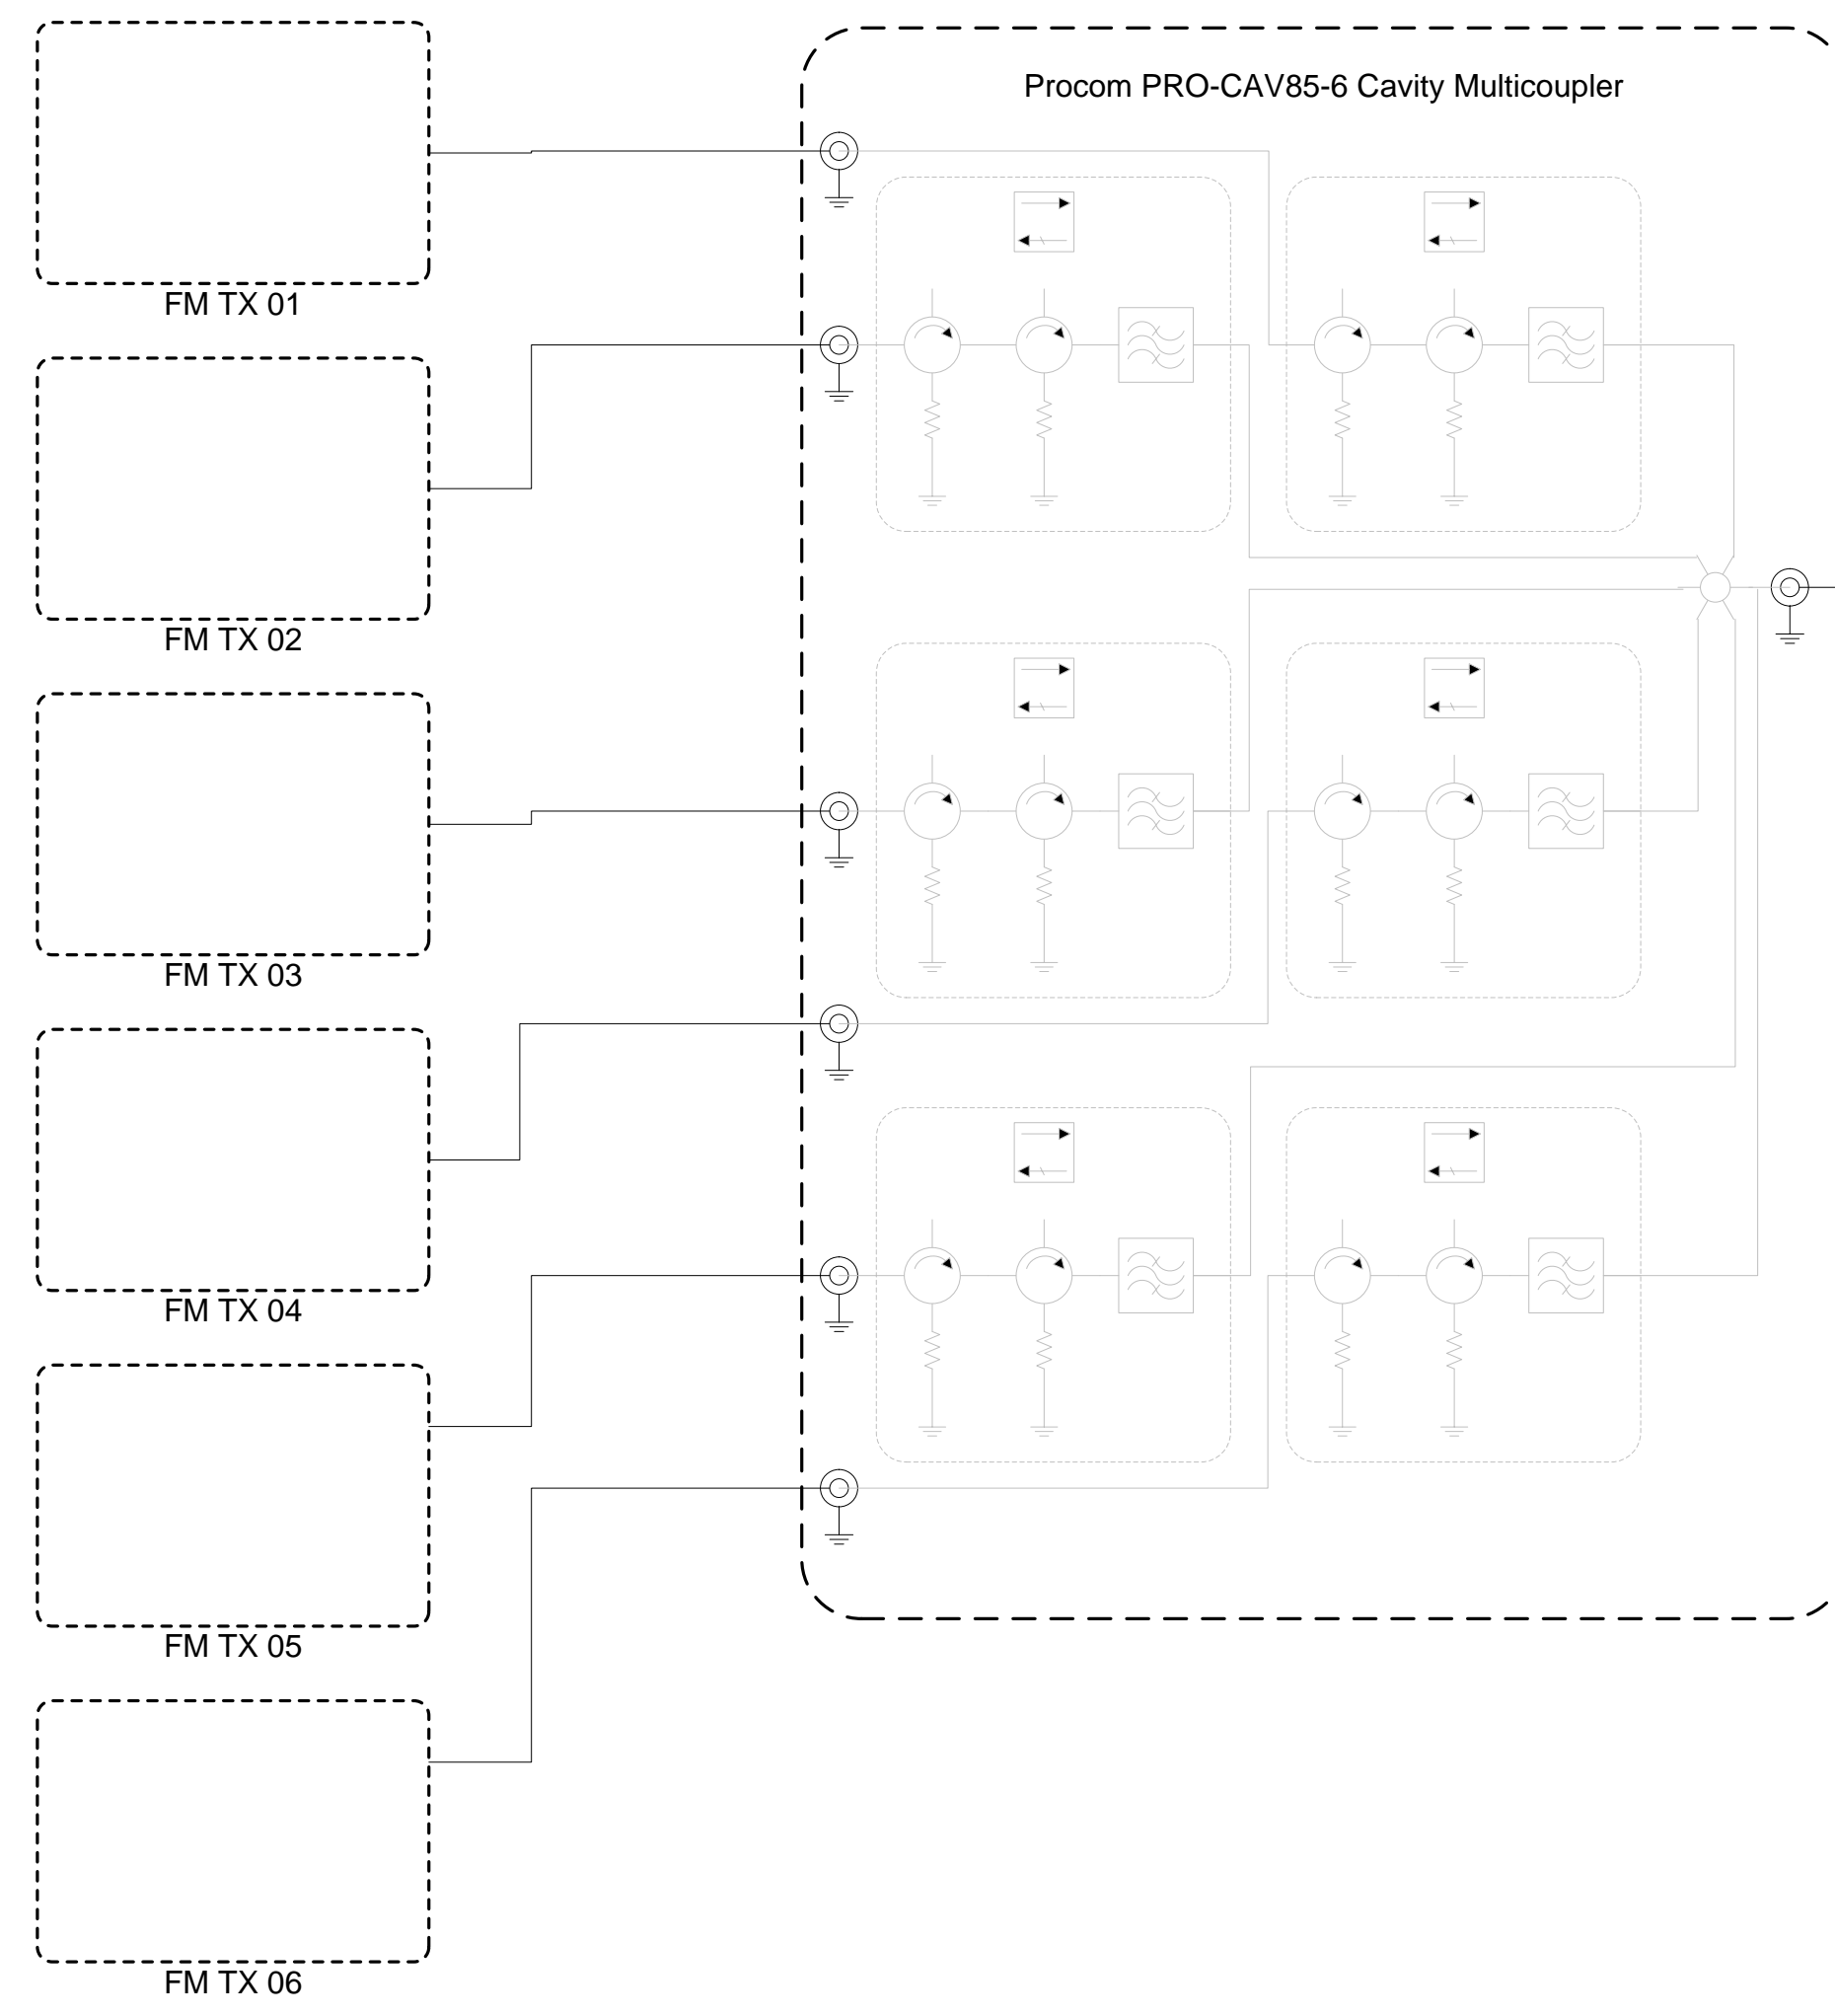 Procom PRO-CAV85-6 Cavity Multicoupler
FM TX 01
FM TX 02
FM TX 03
FM TX 04
FM TX 05
FM TX 06